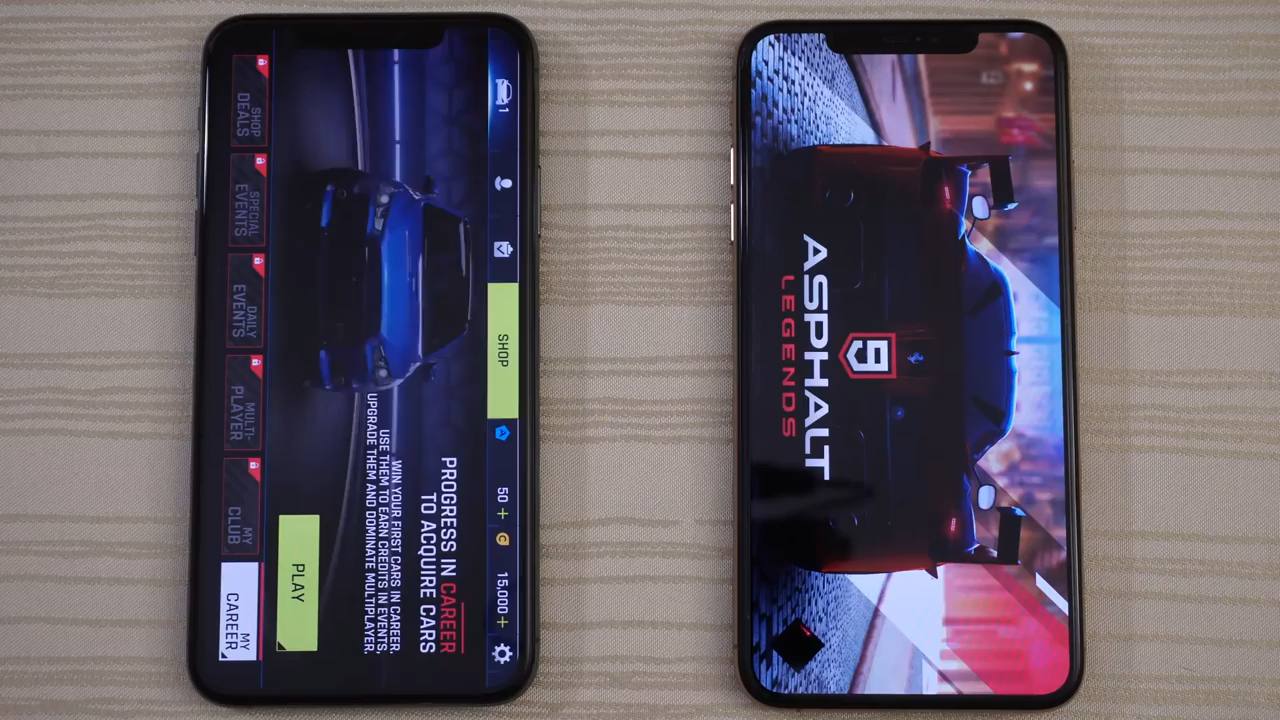 1
SHOP
50 +
15,000 +
PROGRESS IN CAREER
TO ACQUIRE CARS
WIN YOUR FIRST CARS IN CAREER.
USE THEM TO EARN CREDITS IN EVENTS,
UPGRADE THEM AND DOMINATE MULTIPLAYER.
PLAY
SHOP
DEALS
SPECIAL
EVENTS
DAILY
EVENTS
MULTI-
PLAYER
MY
CLUB
MY
CAREER
ASPHALT
9
LEGENDS